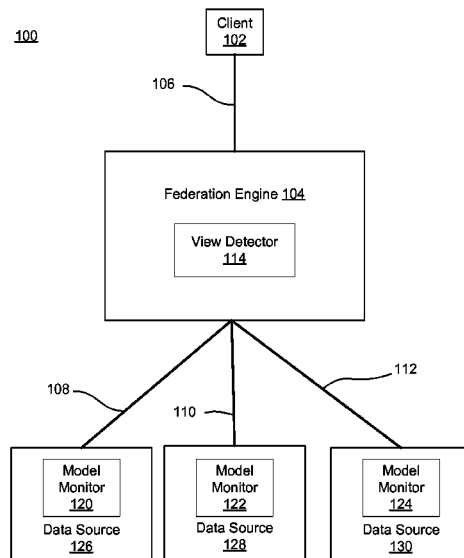 100
Client
102
106
Federation Engine 104
View Detector
114
108
110
112
Model
Monitor
120
Data Source
126
Model
Monitor
122
Data Source
128
Model
Monitor
124
Data Source
130